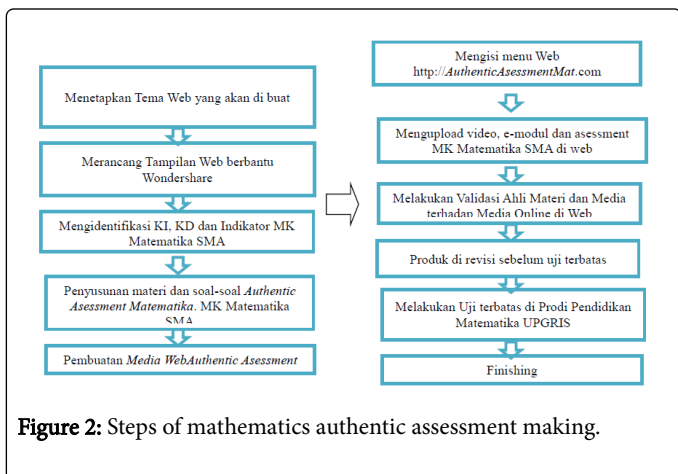 Menetapkan Tema Web yang akan di buat
Merancang Tampilan Web berbantu
Wondershare
Mengidentifikasi KI, KD dan Indikator MK
Matematika SMA
Penyusunan materi dan soal-soal Authentic
Asesment Matematika. MK Matematika
SMA
Pembuatan Media WebAuthentic Asessment
Mengisi menu Web
http://AuthenticAsessmentMat.com
Mengupload video, e-modul dan asessment
MK Matematika SMA di web
Melakukan Validasi Ahli Materi dan Media
terhadap Media Online di Web
Produk di revisi sebelum uji terbatas
Melakukan Uji terbatas di Prodi Pendidikan
Matematika UPGRIS
Finishing
Figure 2: Steps of mathematics authentic assessment making.